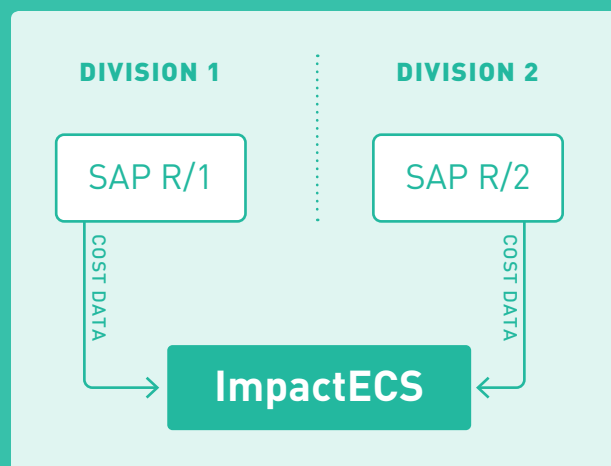 DIVISION 1
DIVISION 2
SAP R/1
SAP R/2
COST DATA
COST DATA
ImpactECS